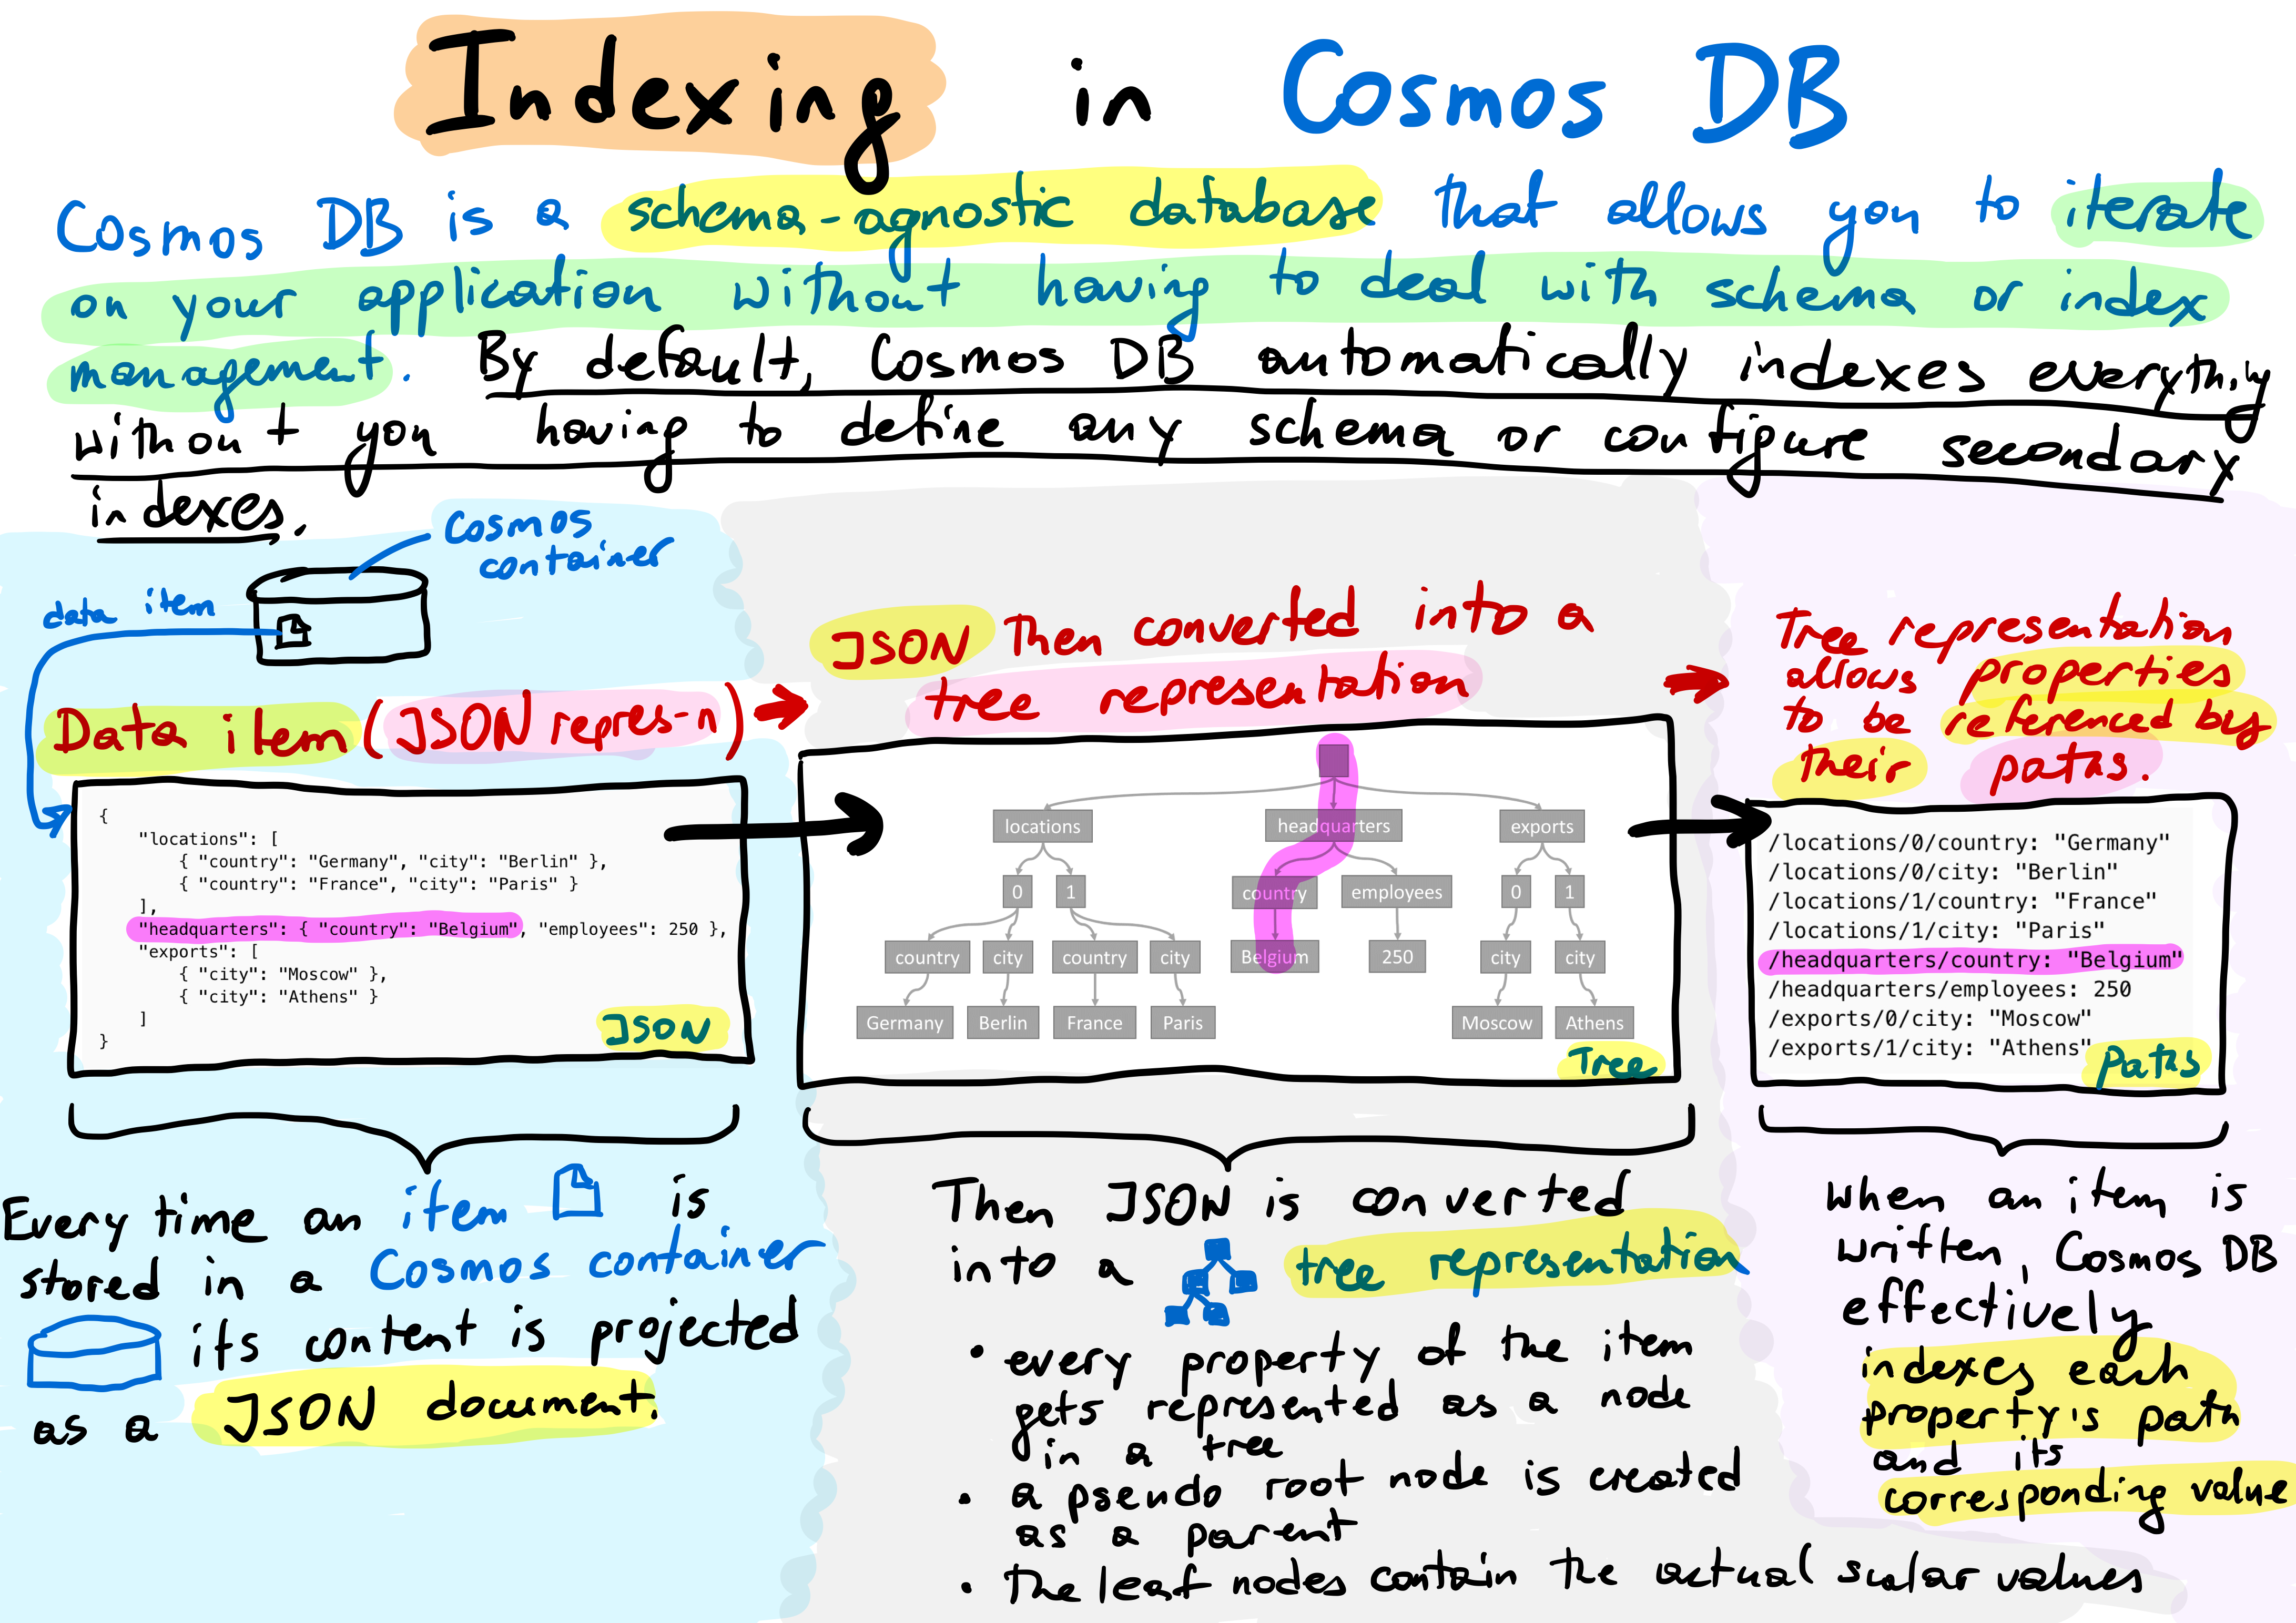 Indexing in Cosmos DB
Cosmos DB is a schema-agnostic database that allows you to iterate
on your application without having to deal with schema or index
management. By default, Cosmos DB automatically indexes everything
without you having to define any schema or configure secondary
indexes.
Cosmos
container
data item
Data item (JSON repres-n)
{
"locations": [
{ "country": "Germany", "city": "Berlin" },
{ "country": "France", "city": "Paris" }
],
"headquarters": { "country": "Belgium", "employees": 250 },
"exports": [
{ "city": "Moscow" },
{ "city": "Athens" }
]
}
JSON
Every time an item is
stored in a Cosmos container
its content is projected
as a JSON document.
JSON Then converted into a
tree representation
locations headquarters exports
0 1 country employees 0 1
country city country city Belgium 250 city city
Germany Berlin France Paris Moscow Athens
Tree
Then JSON is converted
into a tree representation
• every property of the item
gets represented as a node
in a tree
• a pseudo root node is created
as a parent
• the leaf nodes contain the actual scalar values
Tree representation
allows properties
to be referenced by
their paths.
/locations/0/country: "Germany"
/locations/0/city: "Berlin"
/locations/1/country: "France"
/locations/1/city: "Paris"
/headquarters/country: "Belgium"
/headquarters/employees: 250
/exports/0/city: "Moscow"
/exports/1/city: "Athens"
Paths
When an item is
written, Cosmos DB
effectively
indexes each
property's path
and its
corresponding value